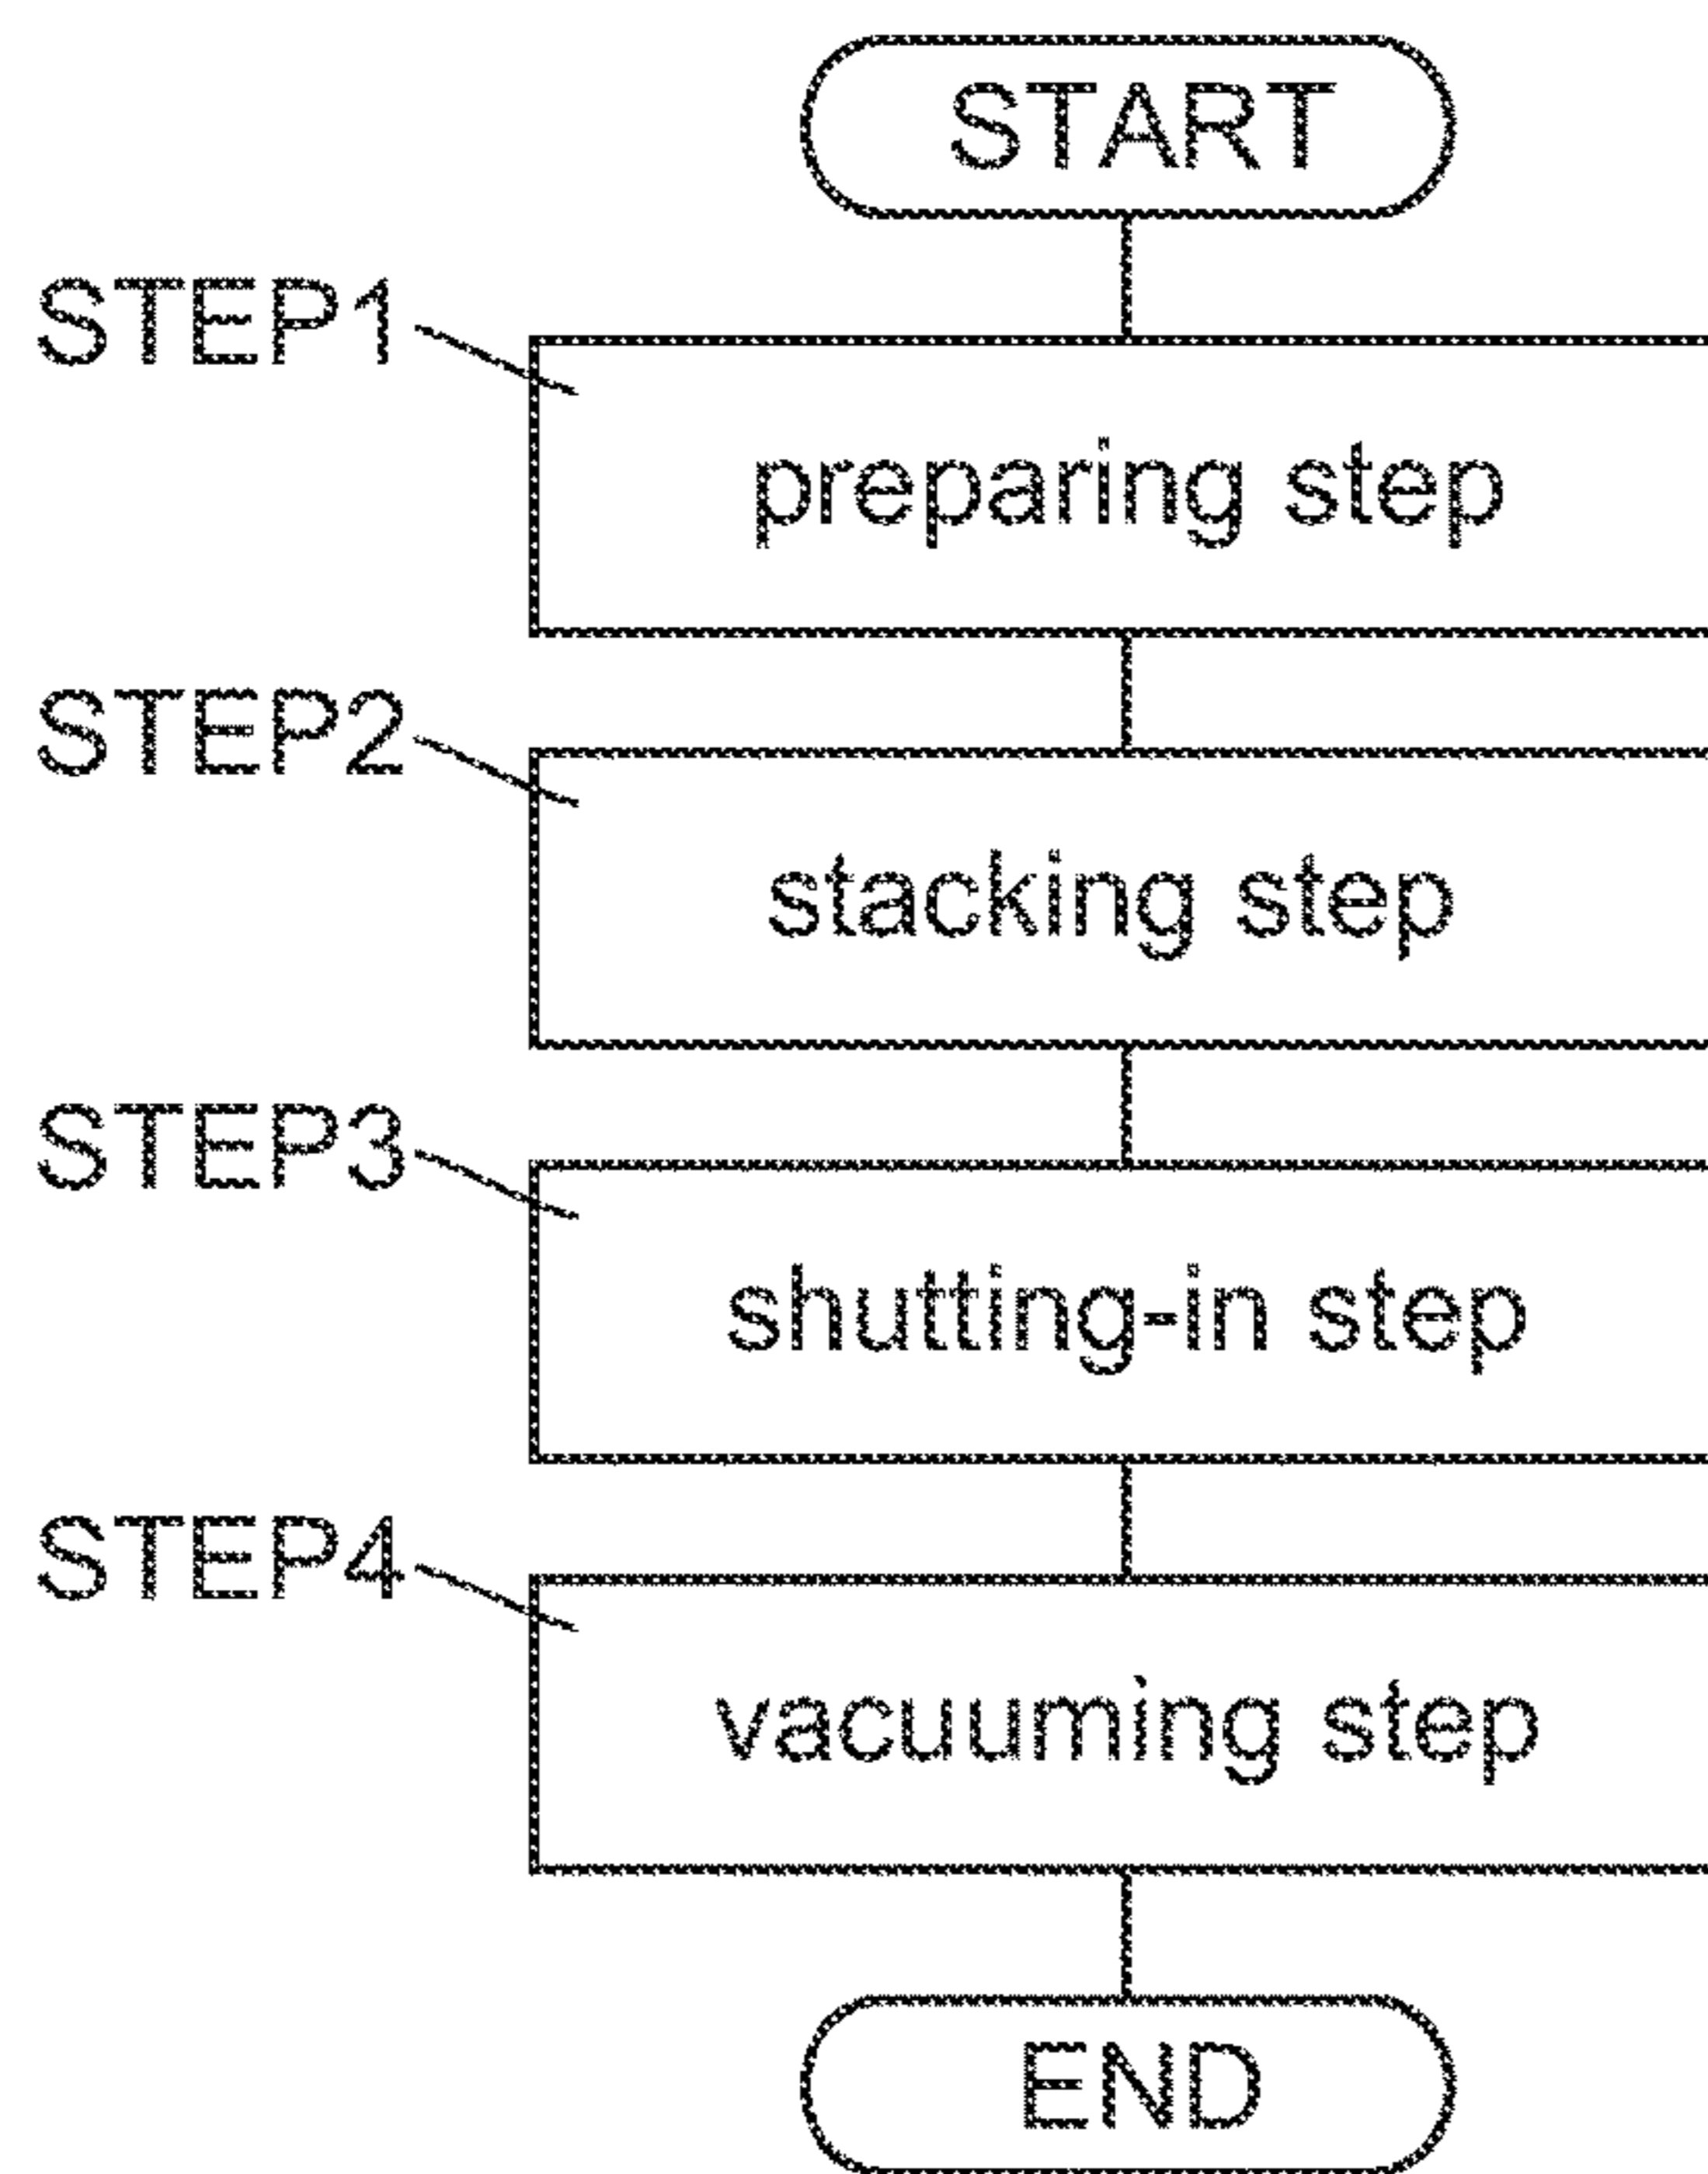 START
STEP1
preparing step
STEP2
stacking step
STEP3
shutting-in step
STEP4
vacuuming step
END